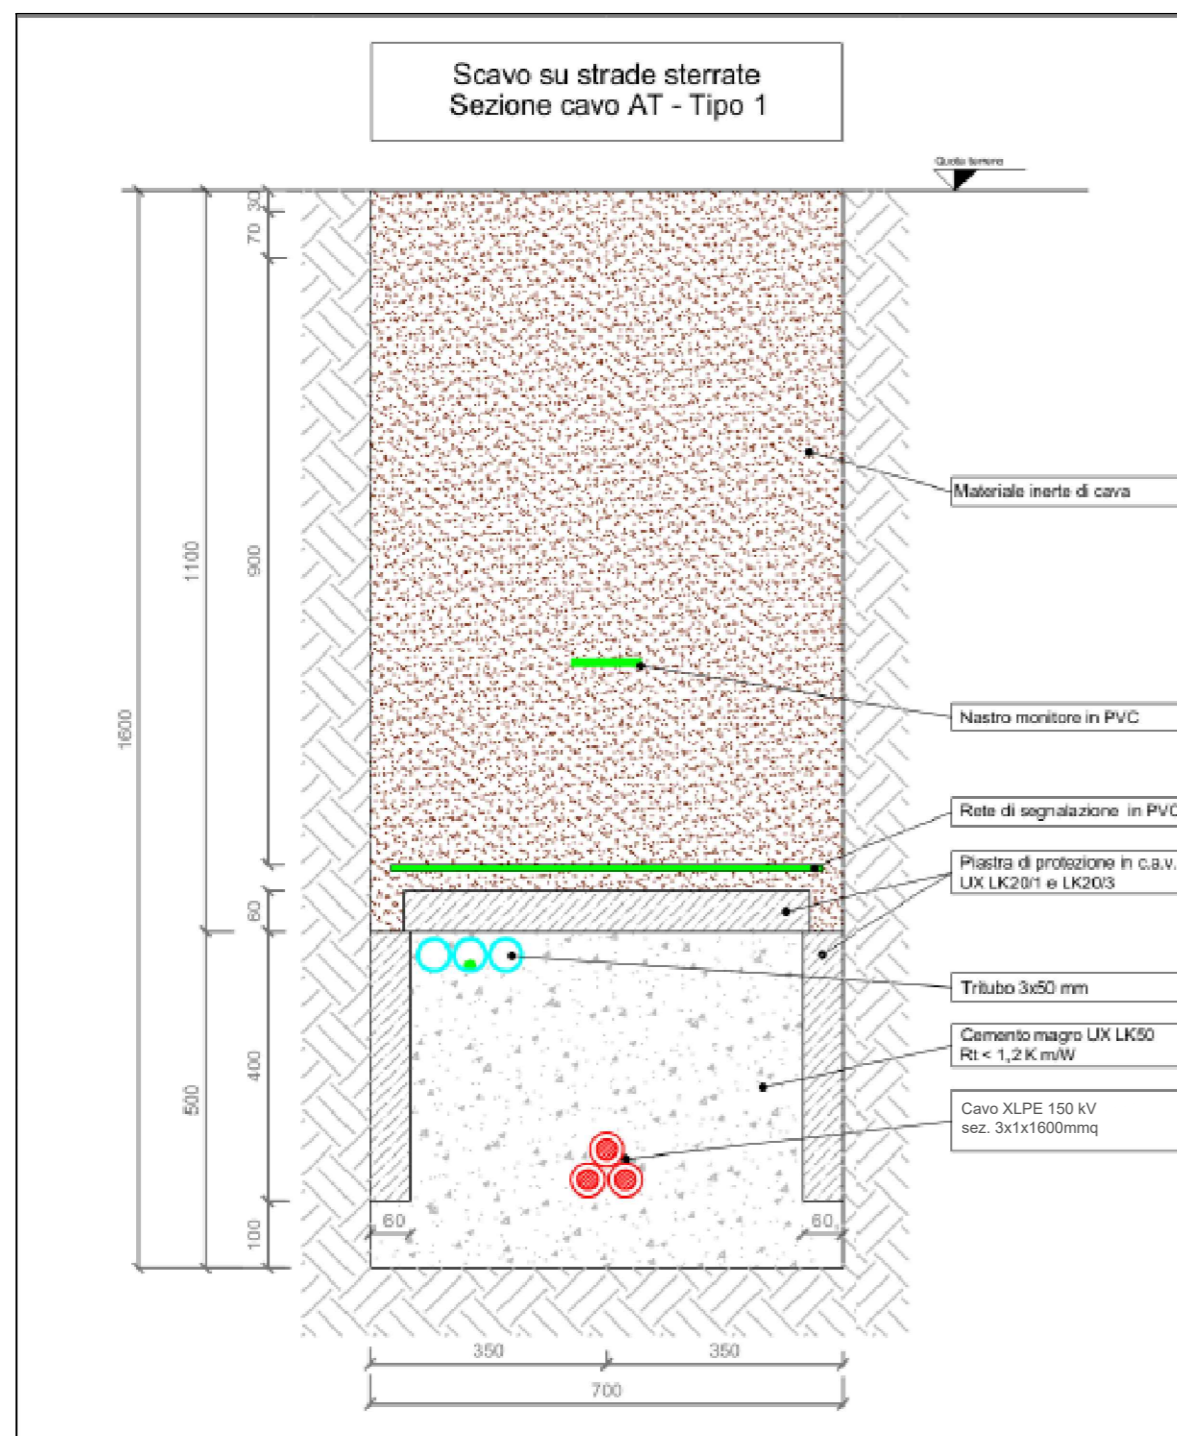 Scavo su strade sterrate
Sezione cavo AT - Tipo 1
Quota terreno
30
70
900
1100
1600
Materiale inerte di cava
Nastro monitore in PVC
Rete di segnalazione in PVC
Piastra di protezione in c.a.v.
UX LK20/1 e LK20/3
60
Tritubo 3x50 mm
Cemento magro UX LK50
Rt < 1,2 K m/W
400
500
Cavo XLPE 150 kV
sez. 3x1x1600mmq
100
60
60
350
350
700